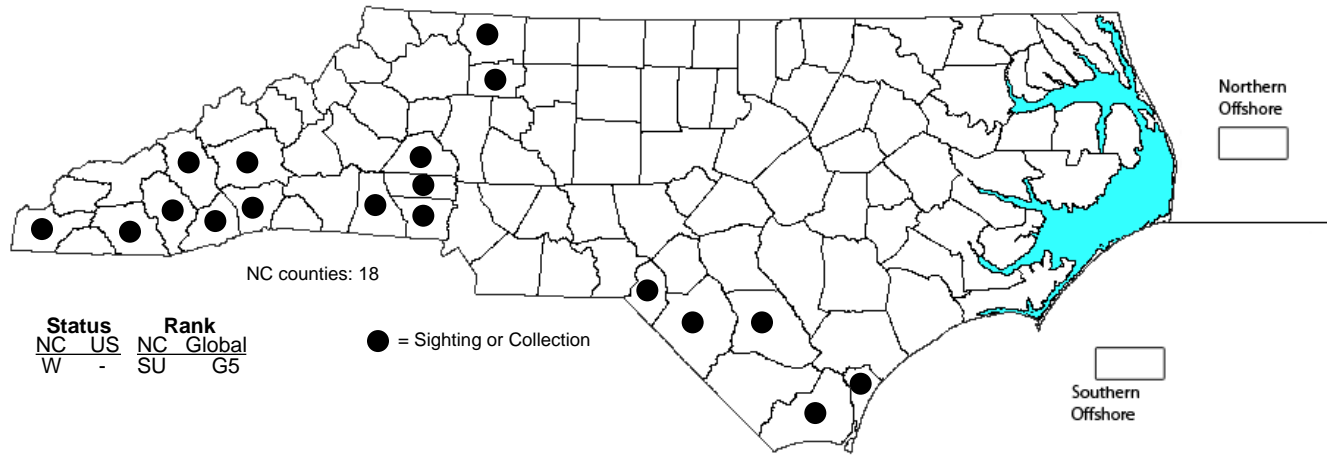 Northern
Offshore
NC counties: 18
Status Rank
NC US NC Global
W - SU G5
= Sighting or Collection
Southern
Offshore